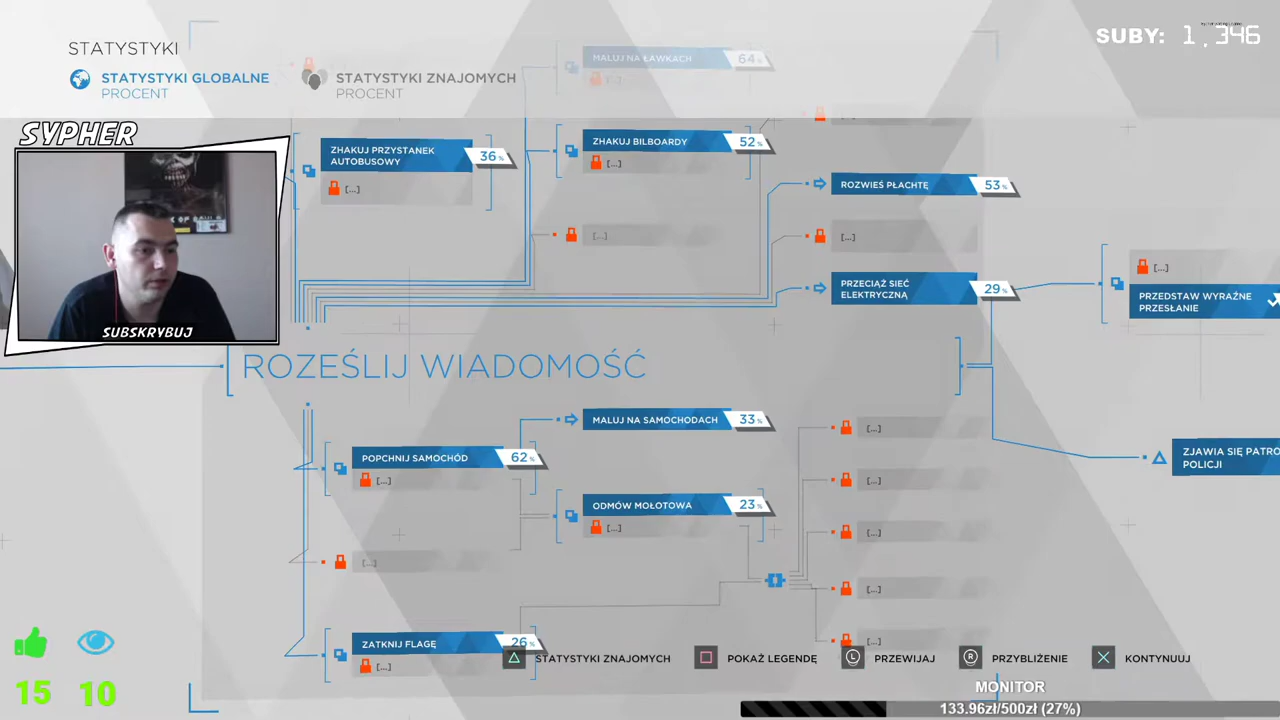 STATYSTYKI
STATYSTYKI GLOBALNE
PROCENT
STATYSTYKI ZNAJOMYCH
PROCENT
SUBY: 1,346
MALUJ NA ŁAWKACH 64%
[...]
SYPHER
SUBSKRYBUJ
ZHAKUJ PRZYSTANEK
AUTOBUSOWY 36%
[...]
ZHAKUJ BILBOARDY 52%
[...]
[...]
ROZWIEŚ PŁACHTĘ 53%
[...]
PRZECIĄŻ SIEĆ
ELEKTRYCZNĄ 29%
[...]
PRZEDSTAW WYRAŹNE
PRZESŁANIE
ROZEŚLIJ WIADOMOŚĆ
MALUJ NA SAMOCHODACH 33%
POPCHNIJ SAMOCHÓD 62%
[...]
ODMÓW MOŁOTOWA 23%
[...]
[...]
ZATKNIJ FLAGĘ 26%
[...]
[...]
[...]
[...]
[...]
[...]
ZJAWIA SIĘ PATRO
POLICJI
STATYSTYKI ZNAJOMYCH
POKAŻ LEGENDĘ
L PRZEWIJAJ
R PRZYBLIŻENIE
KONTYNUUJ
15 10
MONITOR
133.96zł/500zł (27%)